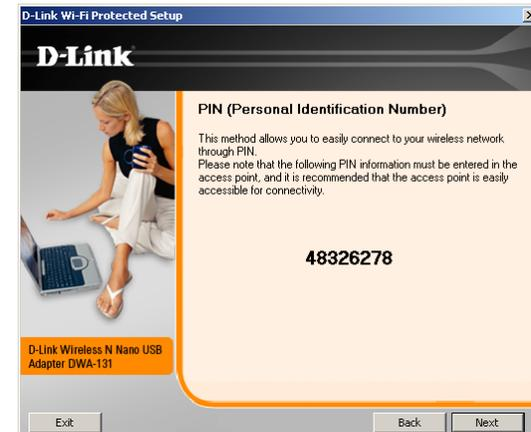 D-Link Wi-Fi Protected Setup
D-Link
PIN (Personal Identification Number)
This method allows you to easily connect to your wireless network
through PIN.
Please note that the following PIN information must be entered in the
access point, and it is recommended that the access point is easily
accessible for connectivity.
48326278
D-Link Wireless N Nano USB
Adapter DWA-131
Exit
Back
Next